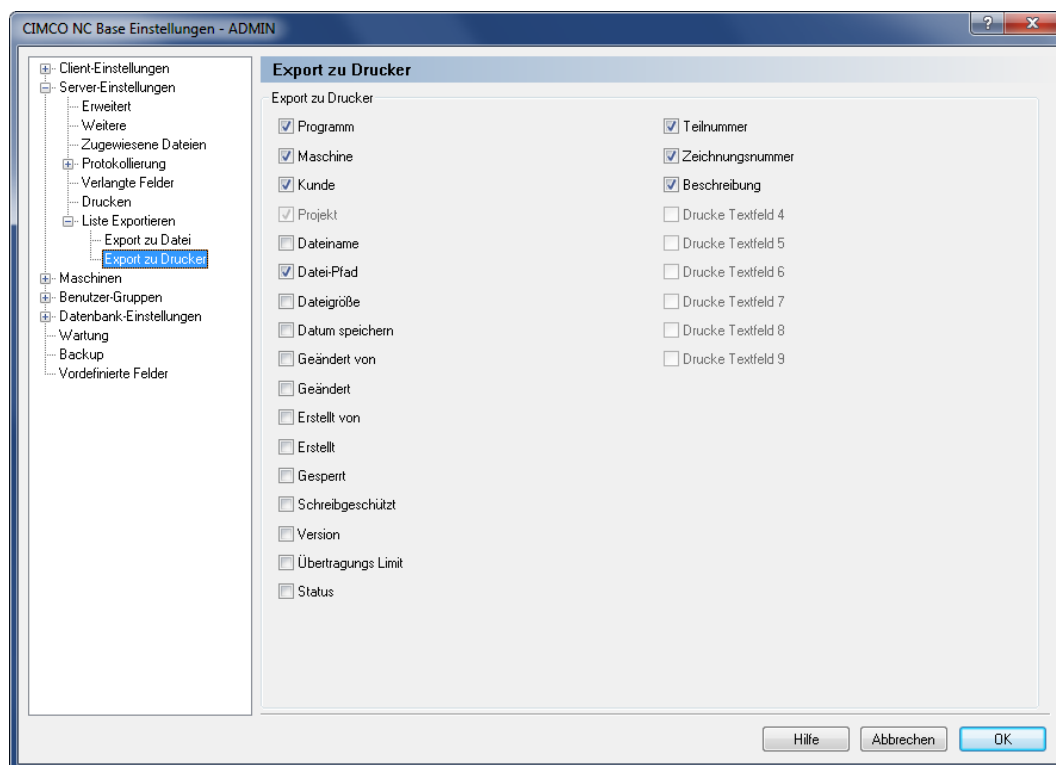 CIMCO NC Base Einstellungen - ADMIN
Client-Einstellungen
Server-Einstellungen
Erweitert
Weitere
Zugewiesene Dateien
Protokollierung
Verlangte Felder
Drucken
Liste Exportieren
Export zu Datei
Export zu Drucker
Maschinen
Benutzer-Gruppen
Datenbank-Einstellungen
Wartung
Backup
Vordefinierte Felder
Export zu Drucker
Export zu Drucker
Programm
Maschine
Kunde
Projekt
Dateiname
Datei-Pfad
Dateigröße
Datum speichern
Geändert von
Geändert
Erstellt von
Erstellt
Gesperrt
Schreibgeschützt
Version
Übertragungs Limit
Status
Teilnummer
Zeichnungsnummer
Beschreibung
Drucke Textfeld 4
Drucke Textfeld 5
Drucke Textfeld 6
Drucke Textfeld 7
Drucke Textfeld 8
Drucke Textfeld 9
Hilfe
Abbrechen
OK